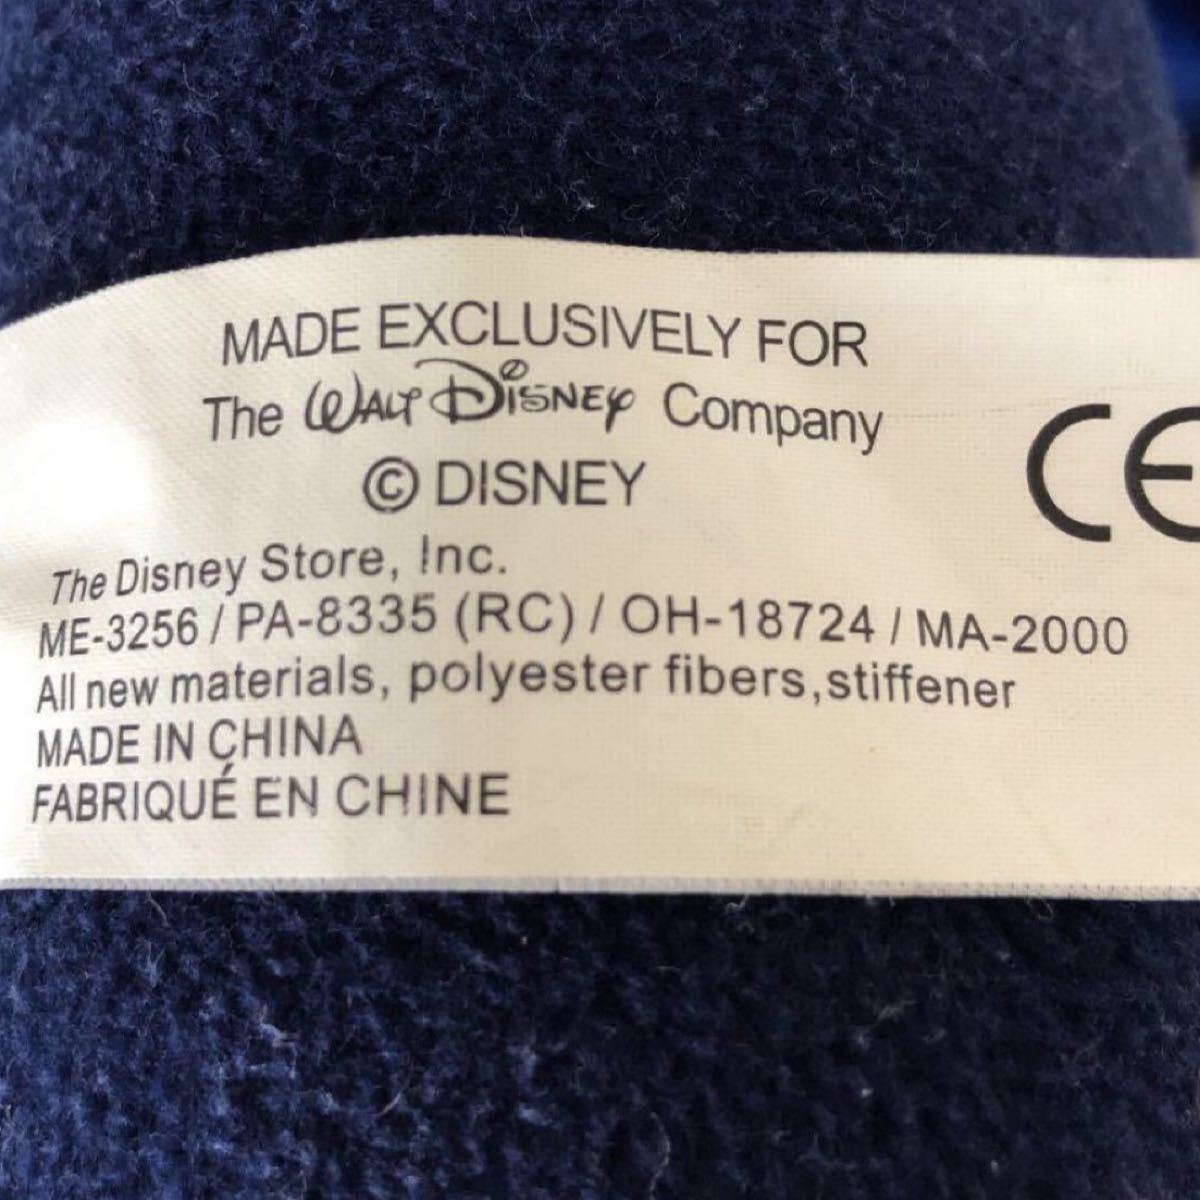 MADE EXCLUSIVELY FOR
The WALT DISNEY Company
© DISNEY
CE
The Disney Store, Inc.
ME-3256 / PA-8335 (RC) / OH-18724 / MA-2000
All new materials, polyester fibers,stiffener
MADE IN CHINA
FABRIQUÉ EN CHINE